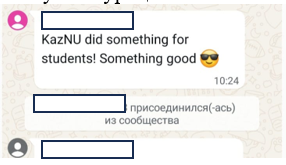 KazNU did something for
students! Something good 😎
10:24
присоединился(-ась)
из сообщества